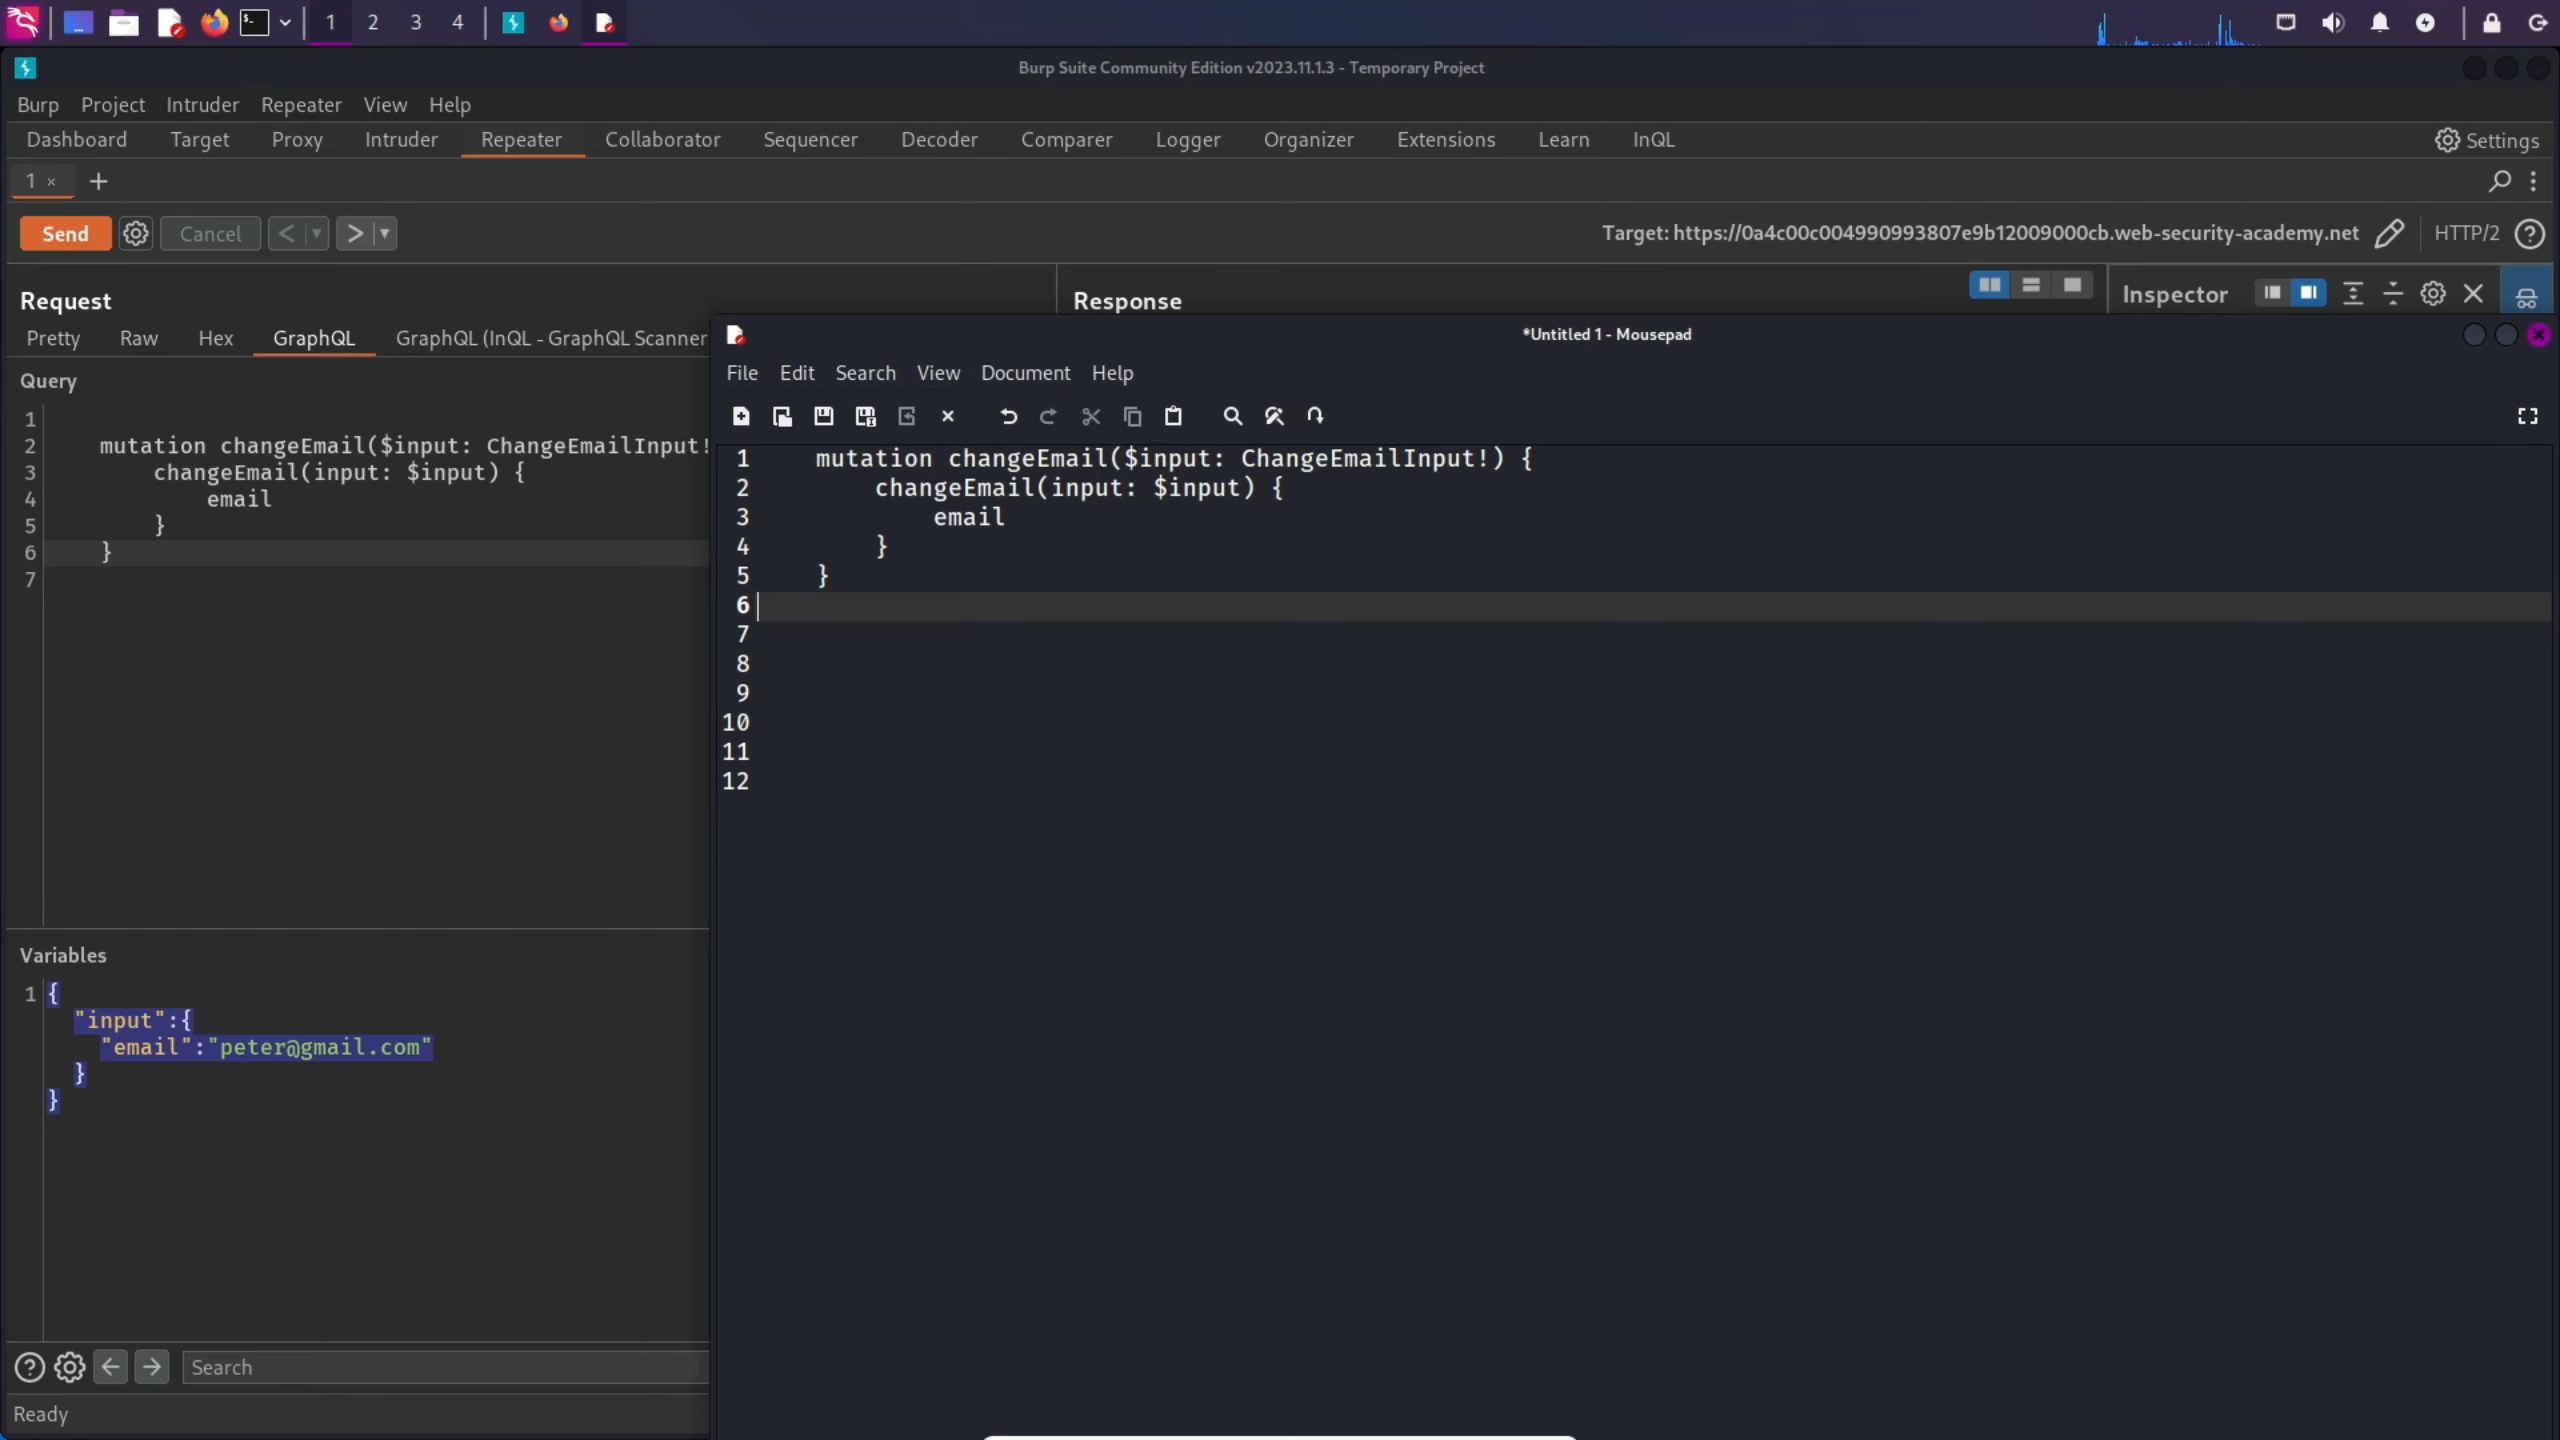 1 2 3 4
Burp Suite Community Edition v2023.11.1.3 - Temporary Project
Burp Project Intruder Repeater View Help
Dashboard Target Proxy Intruder Repeater Collaborator Sequencer Decoder Comparer Logger Organizer Extensions Learn InQL Settings
1 × +
Send Cancel < > Target: https://0a4c00c004990993807e9b12009000cb.web-security-academy.net HTTP/2
Request
Pretty Raw Hex GraphQL GraphQL (InQL - GraphQL Scanner
Query
1
2 mutation changeEmail($input: ChangeEmailInput!
3 changeEmail(input: $input) {
4 email
5 }
6 }
7
Variables
1 {
"input":{
"email":"peter@gmail.com"
}
}
Search
Ready
Response
Inspector
*Untitled 1 - Mousepad
File Edit Search View Document Help
1 mutation changeEmail($input: ChangeEmailInput!) {
2 changeEmail(input: $input) {
3 email
4 }
5 }
6
7
8
9
10
11
12